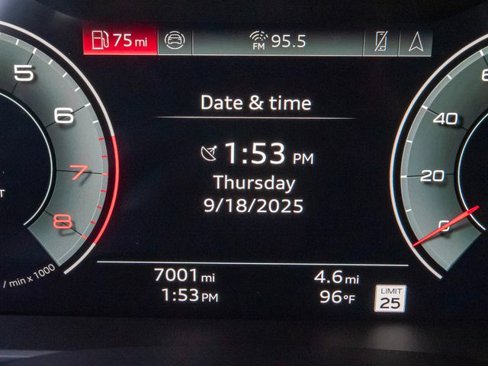 75 mi
FM 95.5
Date & time
1:53 PM
Thursday
9/18/2025
5
6
7
8
/ min x 1000
40
20
0
7001 mi
4.6 mi
1:53 PM
96 °F
LIMIT
25